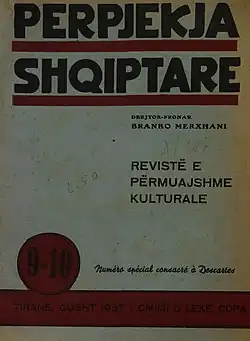 PERPJEKJA
SHQIPTARE
DREJTOR-PRONAR
BRANKO MERXHANI
REVISTË E
PËRMUAJSHME
KULTURALE
9-10
Numéro spécial consacré à Descartes
TIRANË, GUSHT 1937 · ÇMIMI 5 LEKË COPA